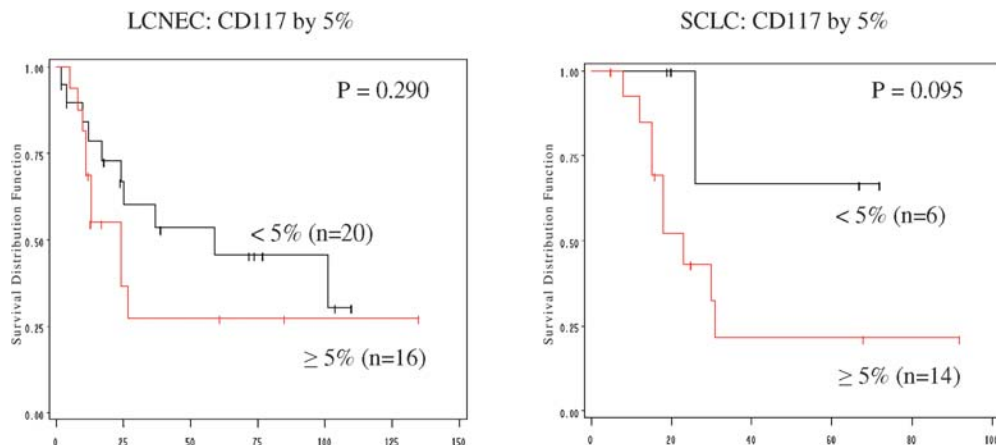 LCNEC: CD117 by 5%
SCLC: CD117 by 5%
Survival Distribution Function
1.00
0.75
0.50
0.25
0.00
P = 0.290
< 5% (n=20)
≥ 5% (n=16)
0 25 50 75 100 125 150
Survival Distribution Function
1.00
0.75
0.50
0.25
0.00
P = 0.095
< 5% (n=6)
≥ 5% (n=14)
0 20 40 60 80 100